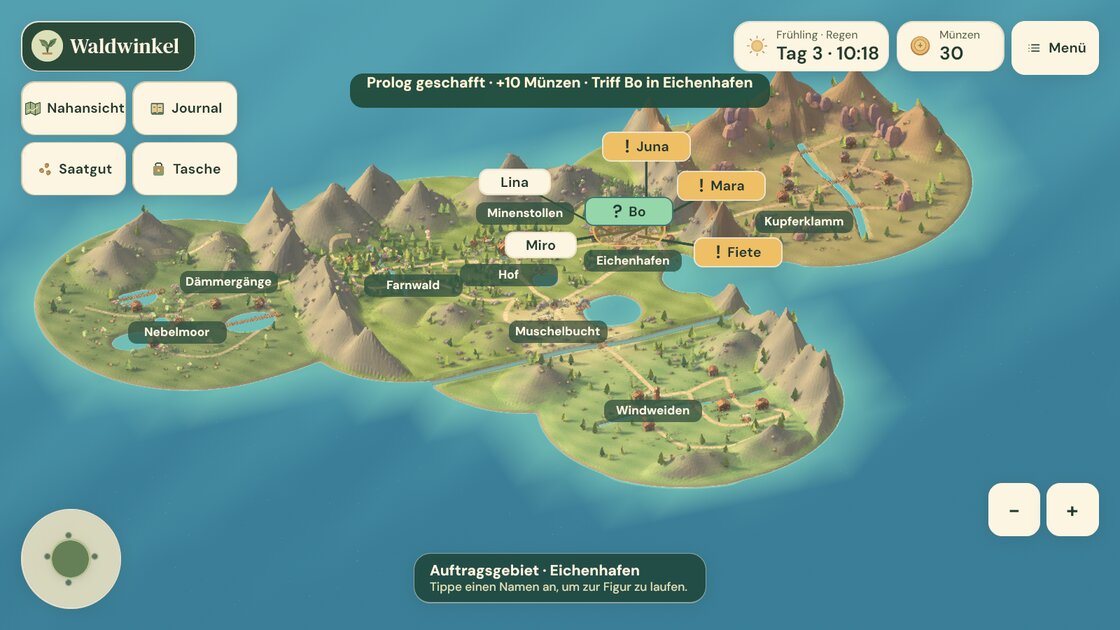 Waldwinkel
Frühling · Regen
Tag 3 · 10:18
Münzen
30
Menü
Prolog geschafft · +10 Münzen · Triff Bo in Eichenhafen
Nahansicht
Journal
Saatgut
Tasche
! Juna
Lina
! Mara
Minenstollen
? Bo
Kupferklamm
Miro
! Fiete
Eichenhafen
Hof
Dämmergänge
Farnwald
Nebelmoor
Muschelbucht
Windweiden
-
+
Auftragsgebiet · Eichenhafen
Tippe einen Namen an, um zur Figur zu laufen.